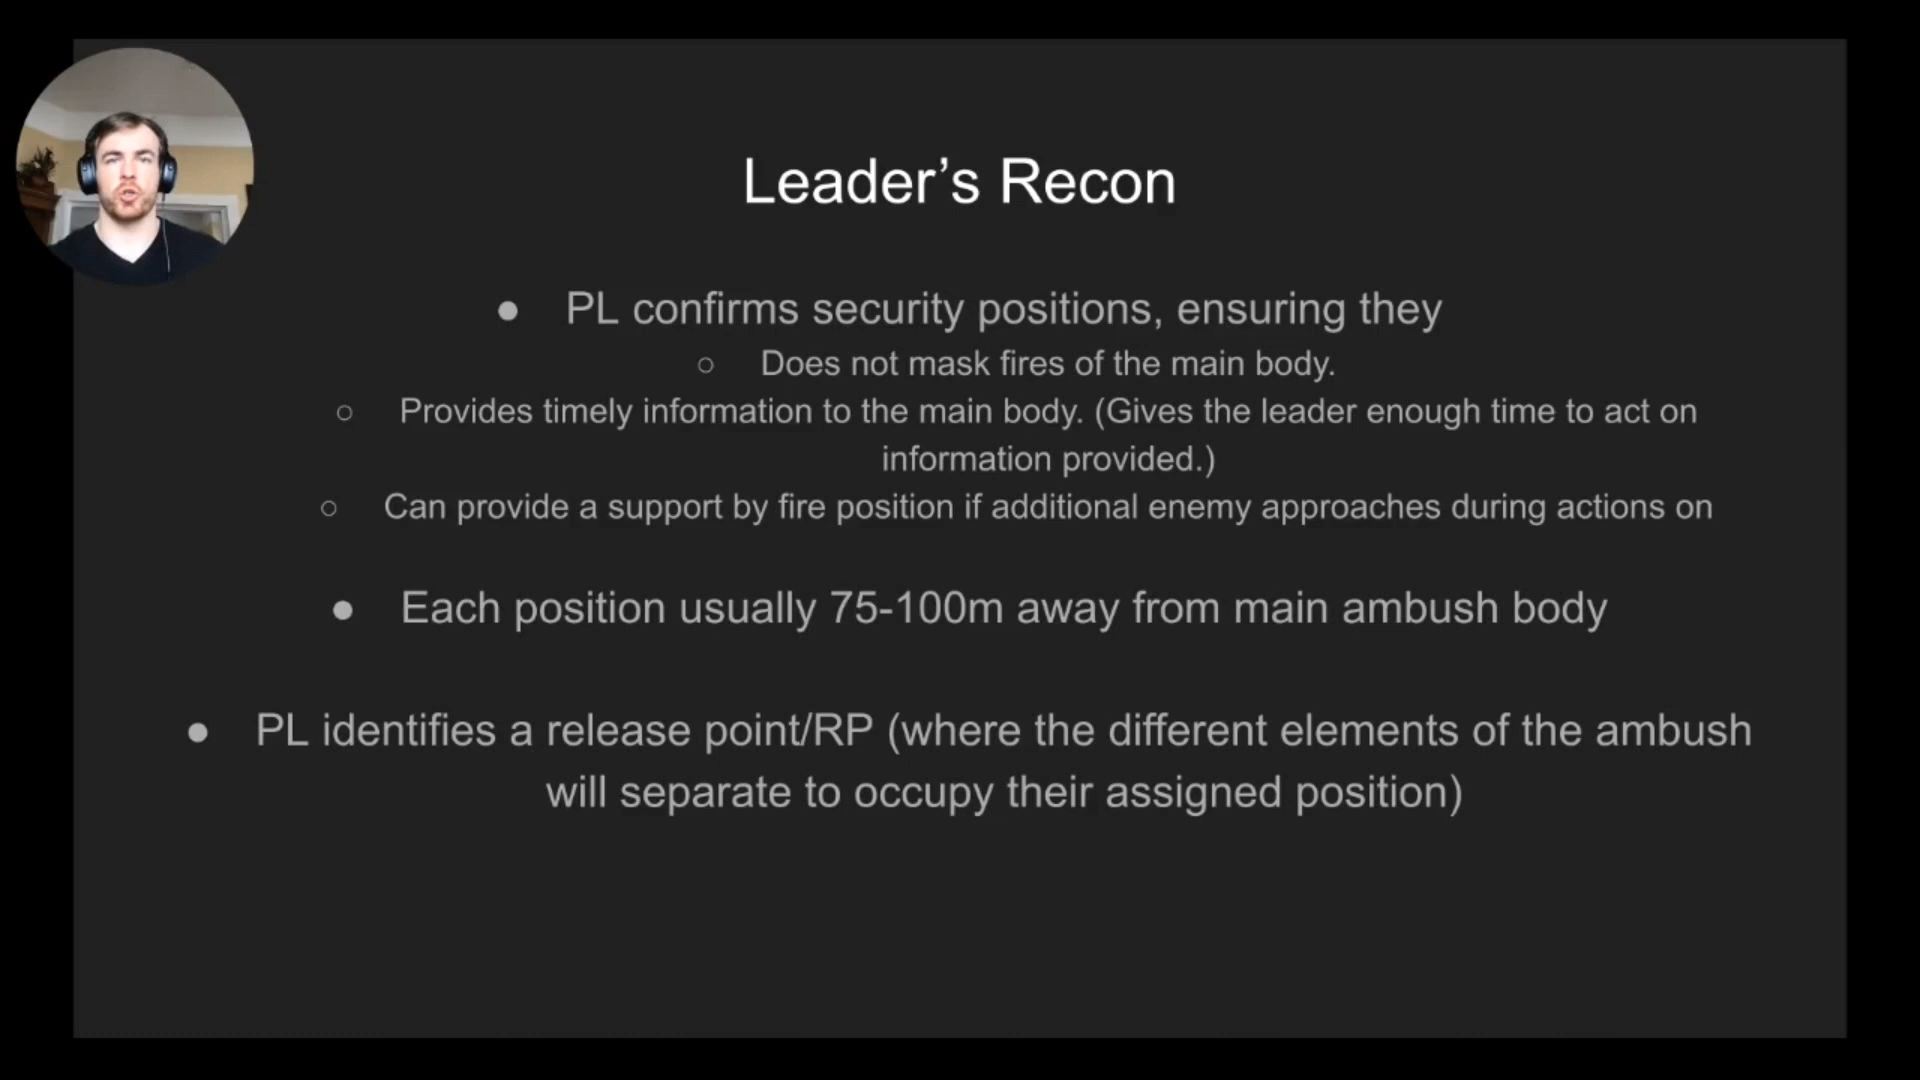 Leader’s Recon
● PL confirms security positions, ensuring they
○ Does not mask fires of the main body.
○ Provides timely information to the main body. (Gives the leader enough time to act on
information provided.)
○ Can provide a support by fire position if additional enemy approaches during actions on
● Each position usually 75-100m away from main ambush body
● PL identifies a release point/RP (where the different elements of the ambush
will separate to occupy their assigned position)